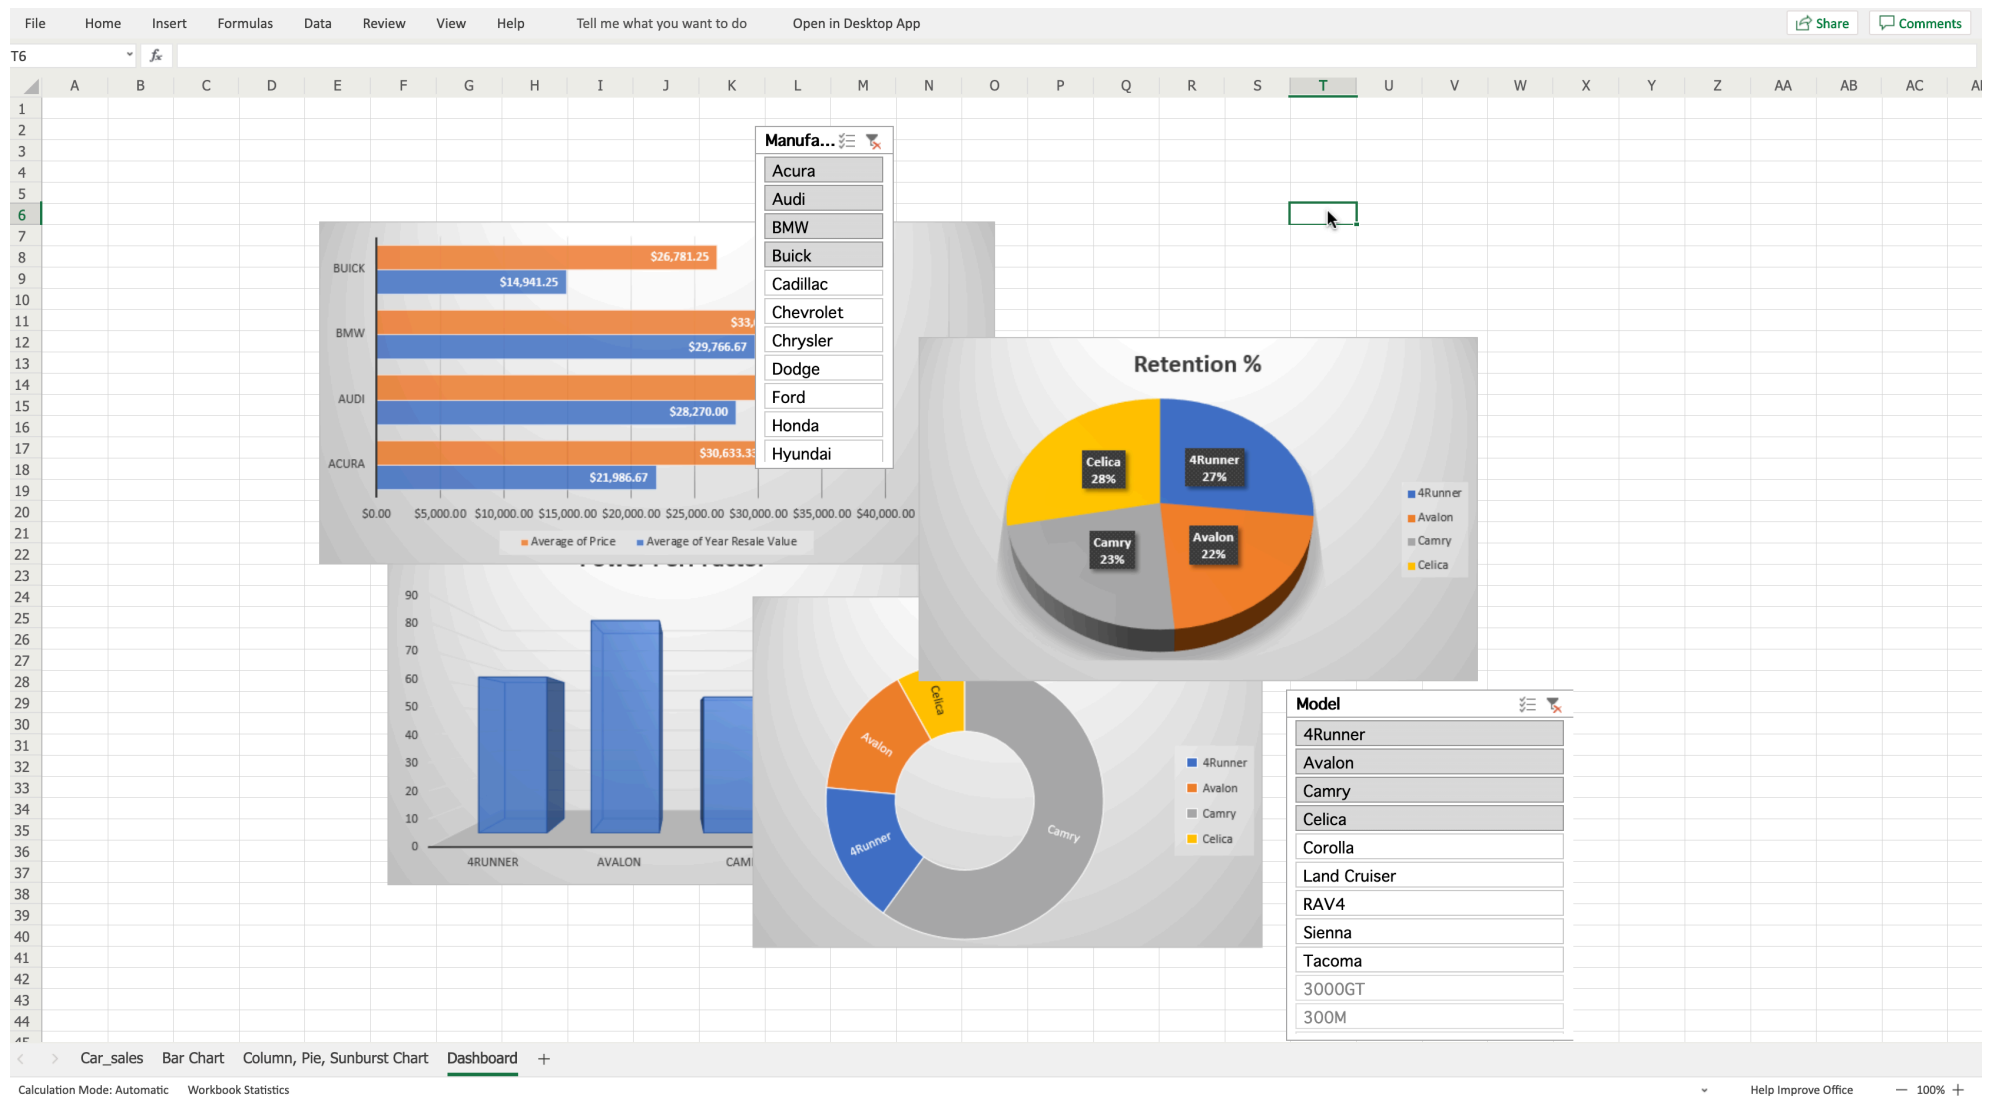 File Home Insert Formulas Data Review View Help Tell me what you want to do Open in Desktop App Share Comments
T6 fx
A B C D E F G H I J K L M N O P Q R S T U V W X Y Z AA AB AC
1
2
3
4
5
6
7
8
9
10
11
12
13
14
15
16
17
18
19
20
21
22
23
24
25
26
27
28
29
30
31
32
33
34
35
36
37
38
39
40
41
42
43
44
45
Manufa...
Acura
Audi
BMW
Buick
Cadillac
Chevrolet
Chrysler
Dodge
Ford
Honda
Hyundai
BUICK $26,781.25
$14,941.25
BMW
$29,766.67
AUDI
$28,270.00
ACURA $30,633.33
$21,986.67
$0.00 $5,000.00 $10,000.00 $15,000.00 $20,000.00 $25,000.00 $30,000.00 $35,000.00 $40,000.00
Average of Price Average of Year Resale Value
Retention %
Celica
28%
4Runner
27%
Camry
23%
Avalon
22%
4Runner
Avalon
Camry
Celica
90
80
70
60
50
40
30
20
10
0
4RUNNER AVALON
Celica
Avalon
4Runner
Camry
4Runner
Avalon
Camry
Celica
Model
4Runner
Avalon
Camry
Celica
Corolla
Land Cruiser
RAV4
Sienna
Tacoma
3000GT
300M
Car_sales Bar Chart Column, Pie, Sunburst Chart Dashboard +
Calculation Mode: Automatic Workbook Statistics Help Improve Office — 100% +